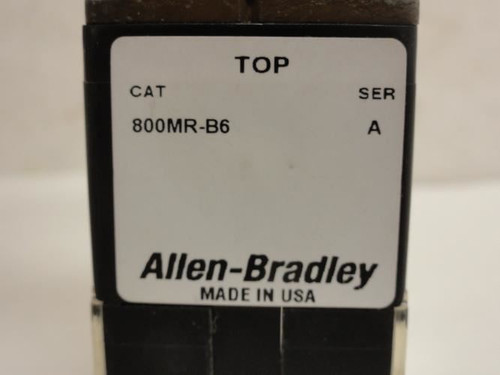 TOP
CAT SER
800MR-B6 A
Allen-Bradley
MADE IN USA